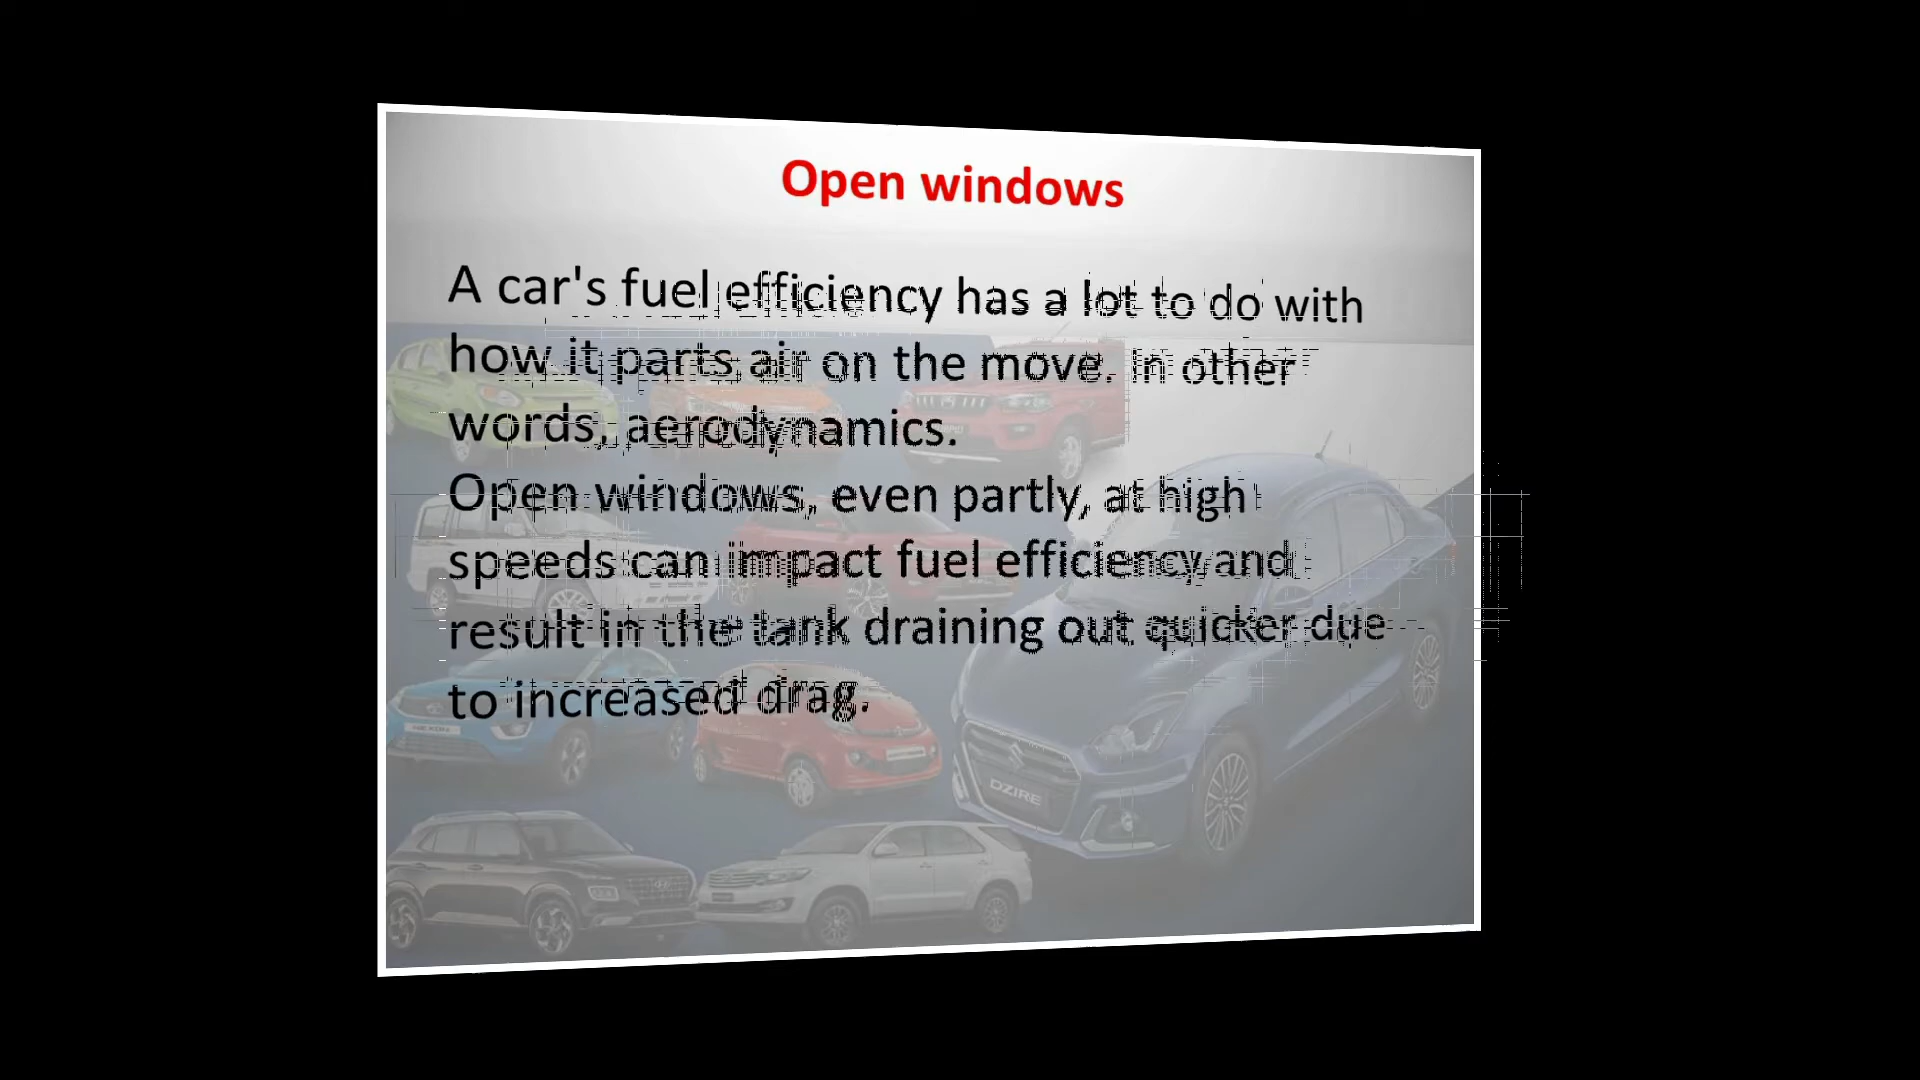 Open windows
A car's fuel efficiency has a lot to do with
how it parts air on the move. In other
words, aerodynamics.
Open windows, even partly, at high
speeds can impact fuel efficiency and
result in the tank draining out quicker due
to increased drag.
DZIRE